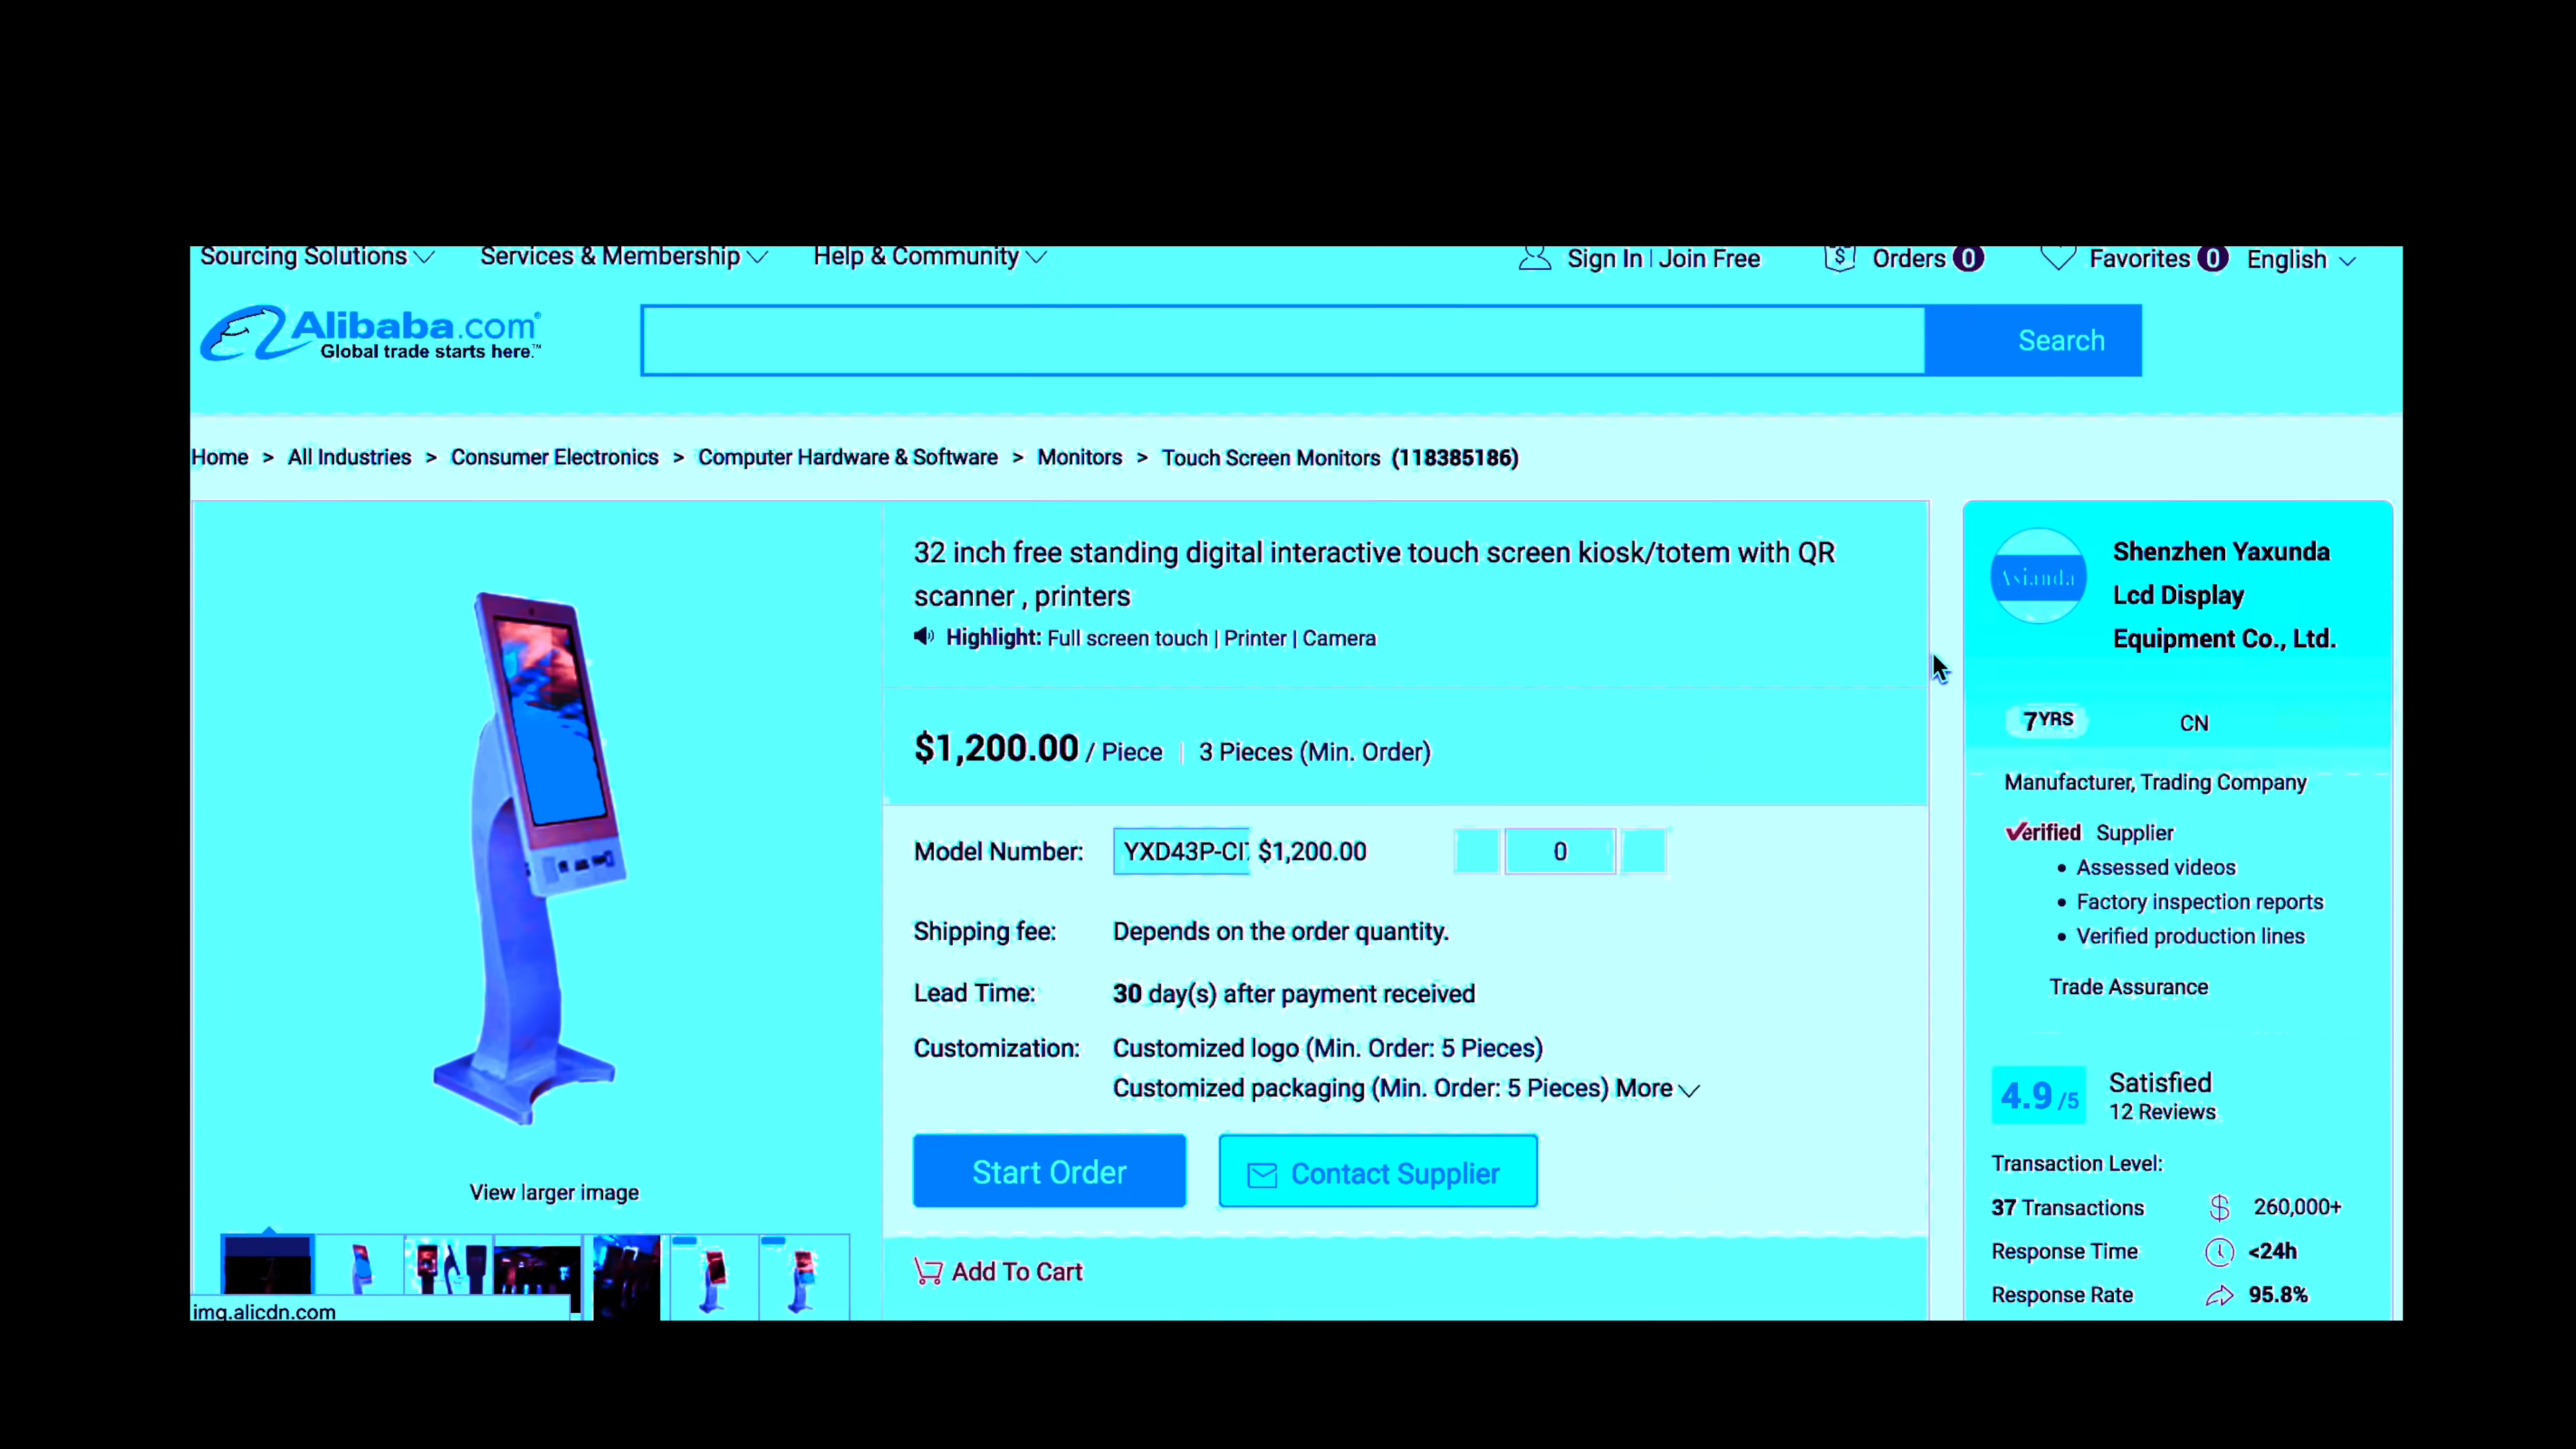 Sourcing Solutions Services & Membership Help & Community Sign In | Join Free Orders 0 Favorites 0 English
Alibaba.com
Global trade starts here.™
Search
Home > All Industries > Consumer Electronics > Computer Hardware & Software > Monitors > Touch Screen Monitors (118385186)
32 inch free standing digital interactive touch screen kiosk/totem with QR
scanner , printers
Highlight: Full screen touch | Printer | Camera
$1,200.00 / Piece | 3 Pieces (Min. Order)
Model Number: $1,200.00 0
Shipping fee: Depends on the order quantity.
Lead Time: 30 day(s) after payment received
Customization: Customized logo (Min. Order: 5 Pieces)
Customized packaging (Min. Order: 5 Pieces) More
Start Order Contact Supplier
Add To Cart
View larger image
img.alicdn.com
Asianda
Shenzhen Yaxunda
Lcd Display
Equipment Co., Ltd.
7YRS CN
Manufacturer, Trading Company
Verified Supplier
• Assessed videos
• Factory inspection reports
• Verified production lines
Trade Assurance
4.9 /5 Satisfied
12 Reviews
Transaction Level:
37 Transactions $ 260,000+
Response Time <24h
Response Rate 95.8%